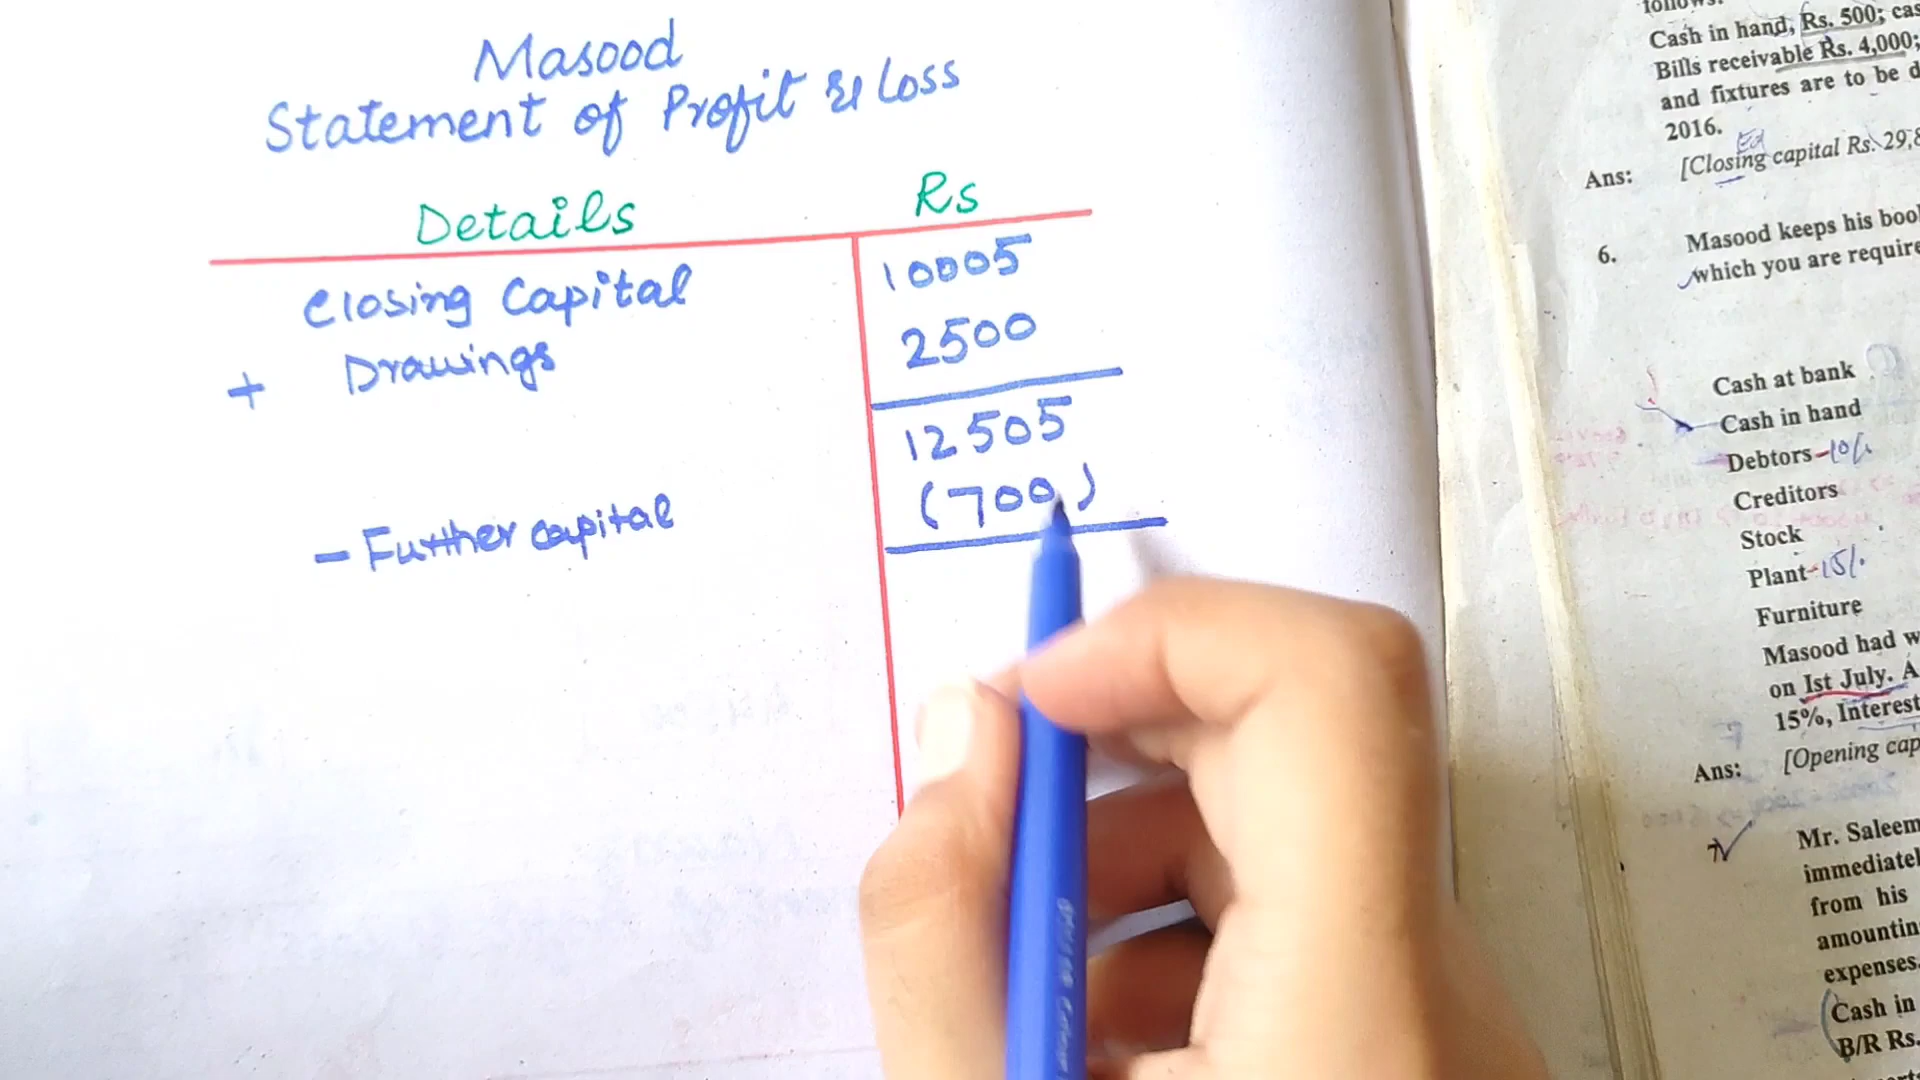 Masood
Statement of Profit & Loss
Details Rs
Closing Capital 10005
+ Drawings 2500
12505
- Further capital (700)
follows:
Cash in hand, Rs. 500; cas
Bills receivable Rs. 4,000;
and fixtures are to be d
2016.
Ans: [Closing capital Rs. 29,8
6. Masood keeps his boo
which you are require
Cash at bank
Cash in hand
Debtors-10%
Creditors
Stock
Plant-15%
Furniture
Masood had w
on Ist July. A
15%, Interest
Ans: [Opening cap
7 Mr. Saleem
immediatel
from his
amountin
expenses.
(Cash in
B/R Rs.